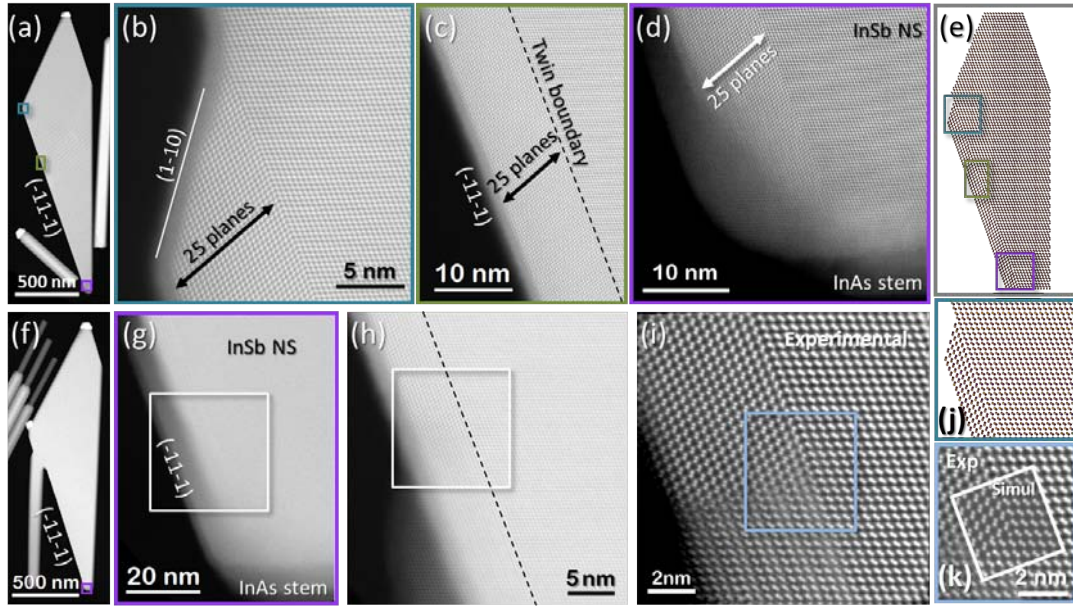 (a)
(-11-1)
500 nm
(b)
(1-10)
25 planes
5 nm
(c)
Twin boundary
25 planes
(-11-1)
10 nm
(d)
InSb NS
25 planes
10 nm
InAs stem
(e)
(f)
(-11-1)
500 nm
(g)
InSb NS
(-11-1)
20 nm
InAs stem
(h)
5 nm
(i)
Experimental
2nm
(j)
Exp
Simul
(k)
2 nm